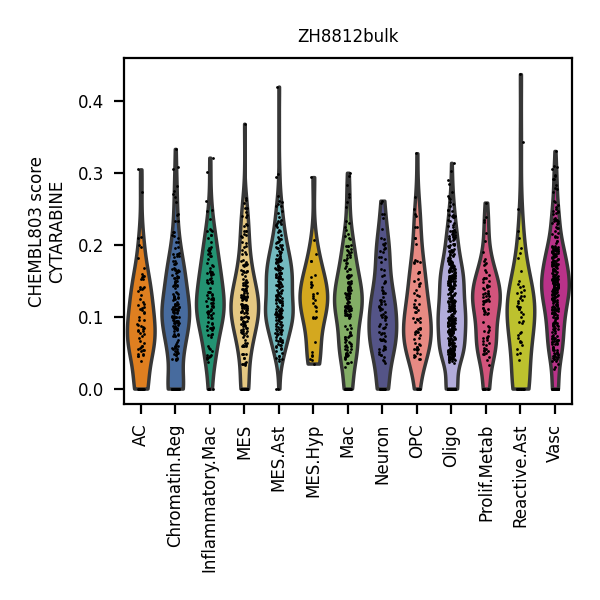 ZH8812bulk
CHEMBL803 score
CYTARABINE
0.4
0.3
0.2
0.1
0.0
AC
Chromatin.Reg
Inflammatory.Mac
MES
MES.Ast
MES.Hyp
Mac
Neuron
OPC
Oligo
Prolif.Metab
Reactive.Ast
Vasc